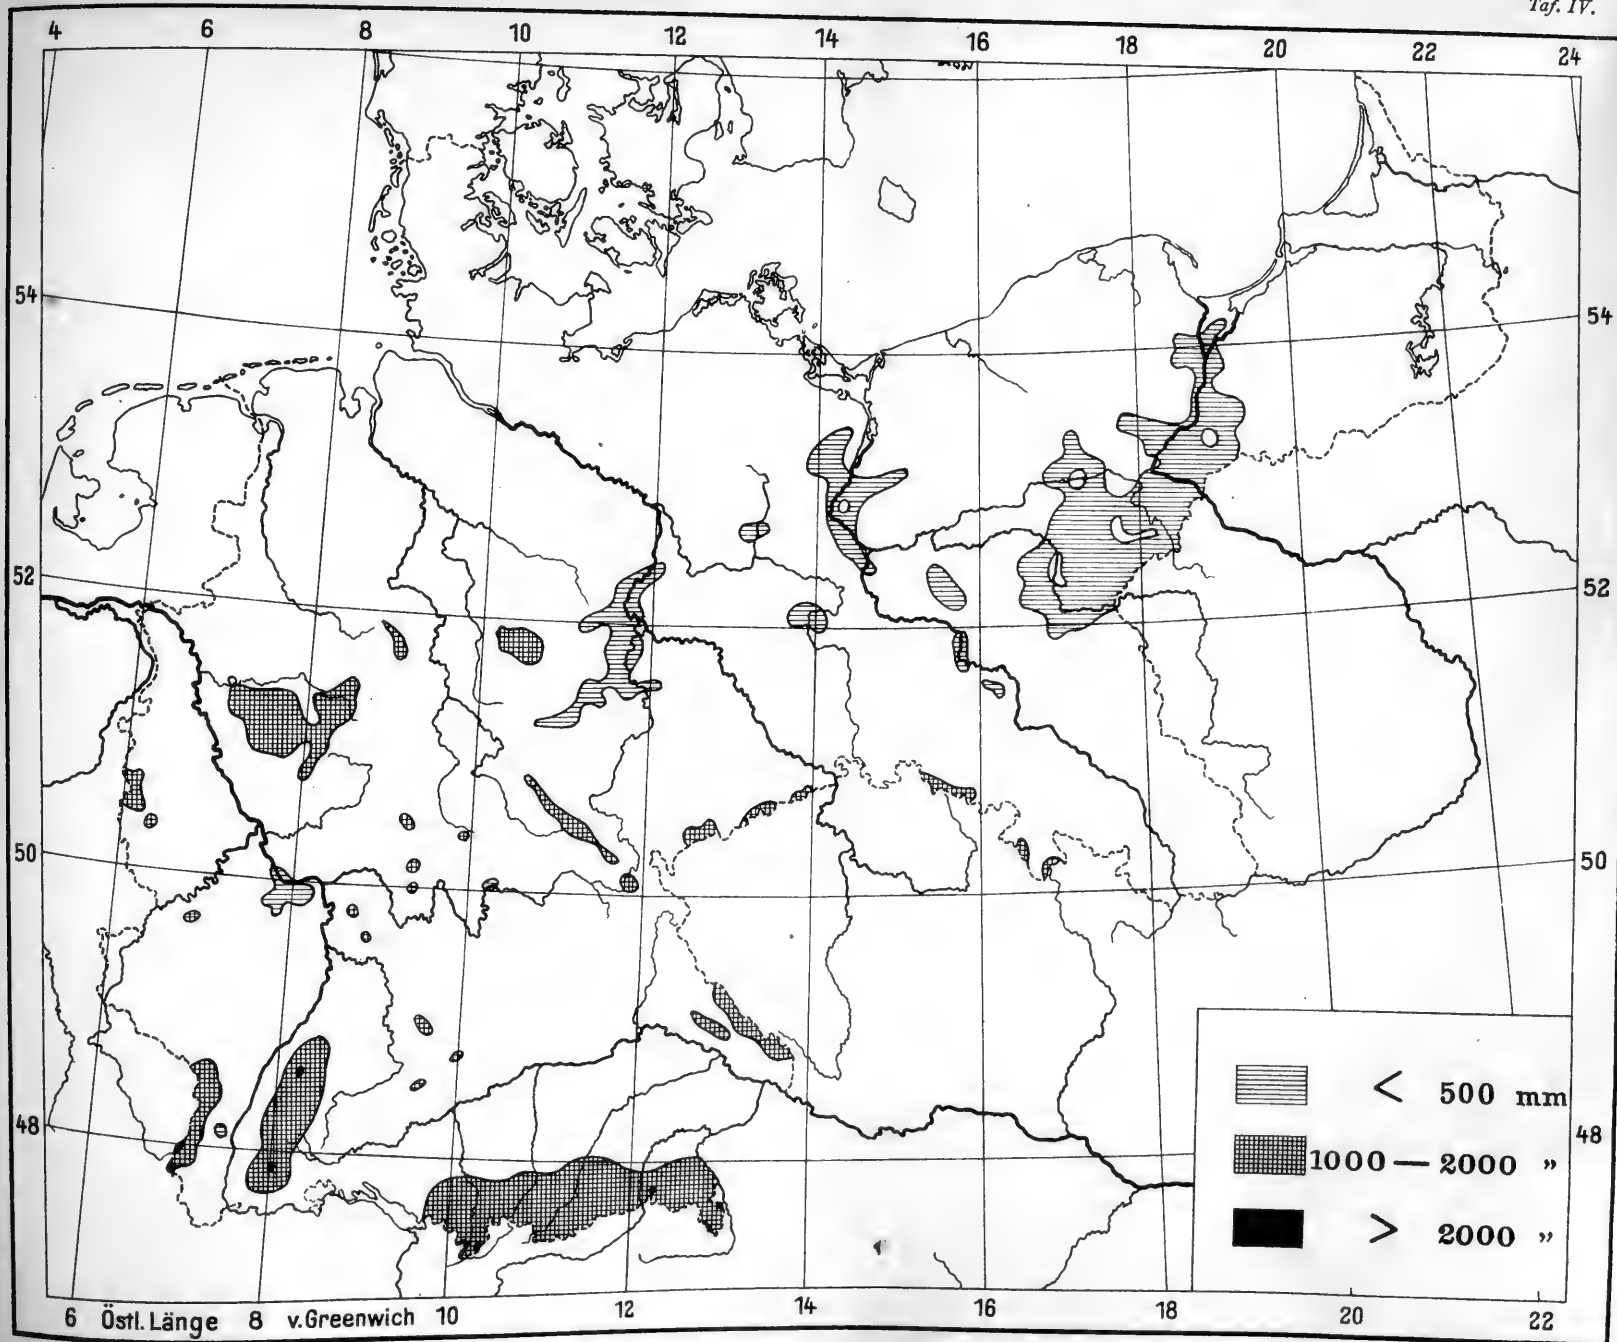 Taf. IV.
4 6 8 10 12 14 16 18 20 22 24
54 54
52 52
50 50
48 48
< 500 mm
1000 — 2000 „
> 2000 „
6 Östl. Länge 8 v. Greenwich 10 12 14 16 18 20 22